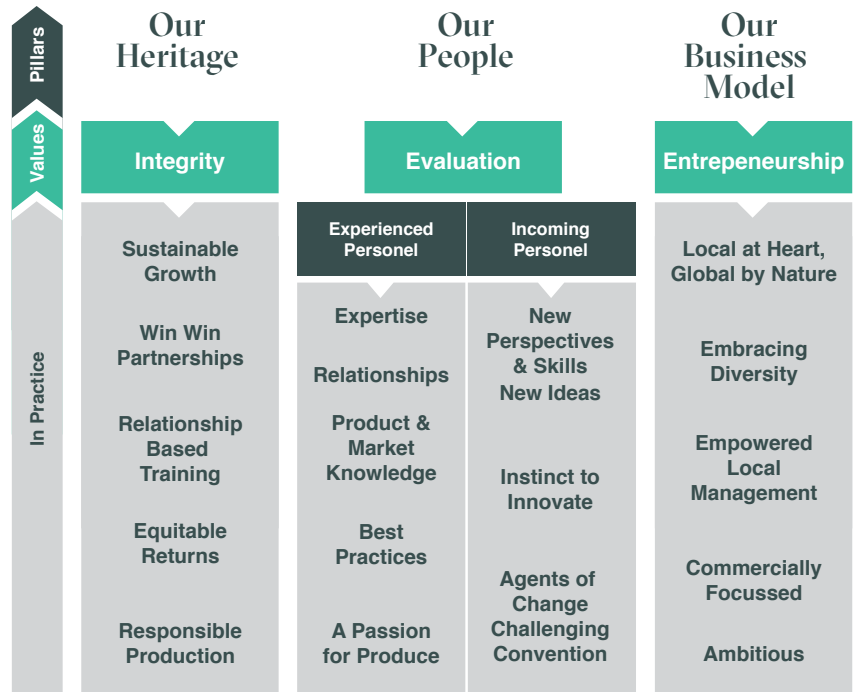 Pillars
Our
Heritage
Our
People
Our
Business
Model
Values
Integrity
Evaluation
Entrepeneurship
In Practice
Sustainable
Growth
Win Win
Partnerships
Relationship
Based
Training
Equitable
Returns
Responsible
Production
Experienced
Personel
Expertise
Relationships
Product &
Market
Knowledge
Best
Practices
A Passion
for Produce
Incoming
Personel
New
Perspectives
& Skills
New Ideas
Instinct to
Innovate
Agents of
Change
Challenging
Convention
Local at Heart,
Global by Nature
Embracing
Diversity
Empowered
Local
Management
Commercially
Focussed
Ambitious